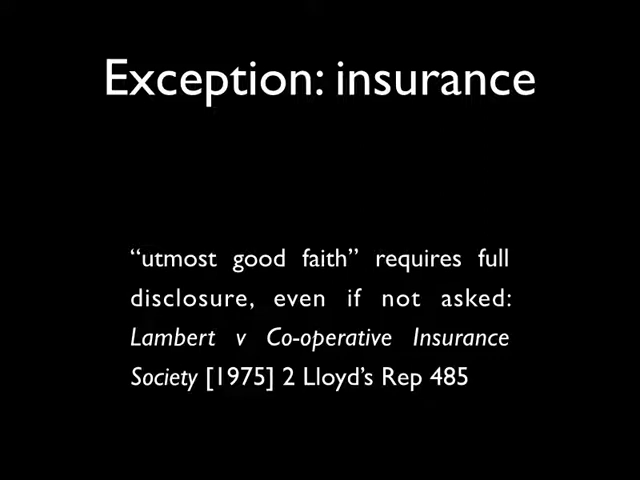 Exception: insurance
“utmost good faith” requires full
disclosure, even if not asked:
Lambert v Co-operative Insurance
Society [1975] 2 Lloyd’s Rep 485